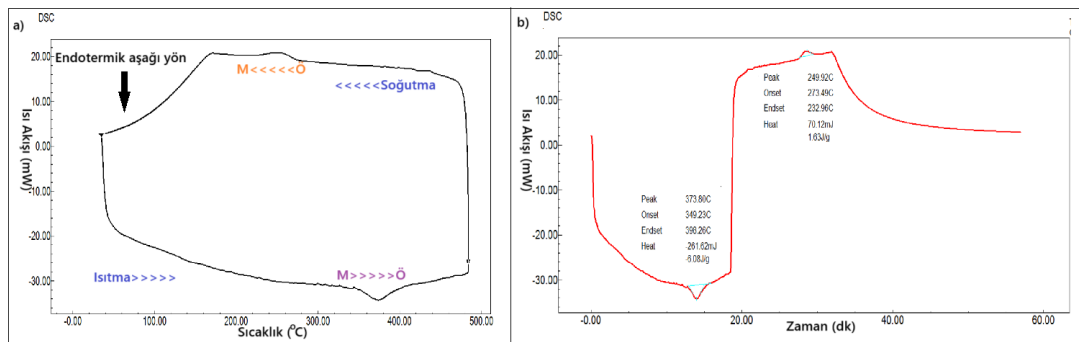 a)
DSC
Endotermik aşağı yön
M<<<<<Ö
<<<<<Soğutma
Isıtma>>>>>
M>>>>>Ö
Isı Akışı (mW)
20.00
10.00
0.00
-10.00
-20.00
-30.00
-0.00
100.00
200.00
300.00
400.00
500.00
Sıcaklık (°C)
b)
DSC
Peak 249.92C
Onset 273.49C
Endset 232.96C
Heat 70.12mJ
1.63J/g
Peak 373.80C
Onset 349.23C
Endset 398.26C
Heat -261.62mJ
-6.08J/g
Isı Akışı (mW)
20.00
10.00
0.00
-10.00
-20.00
-30.00
-0.00
20.00
40.00
60.00
Zaman (dk)